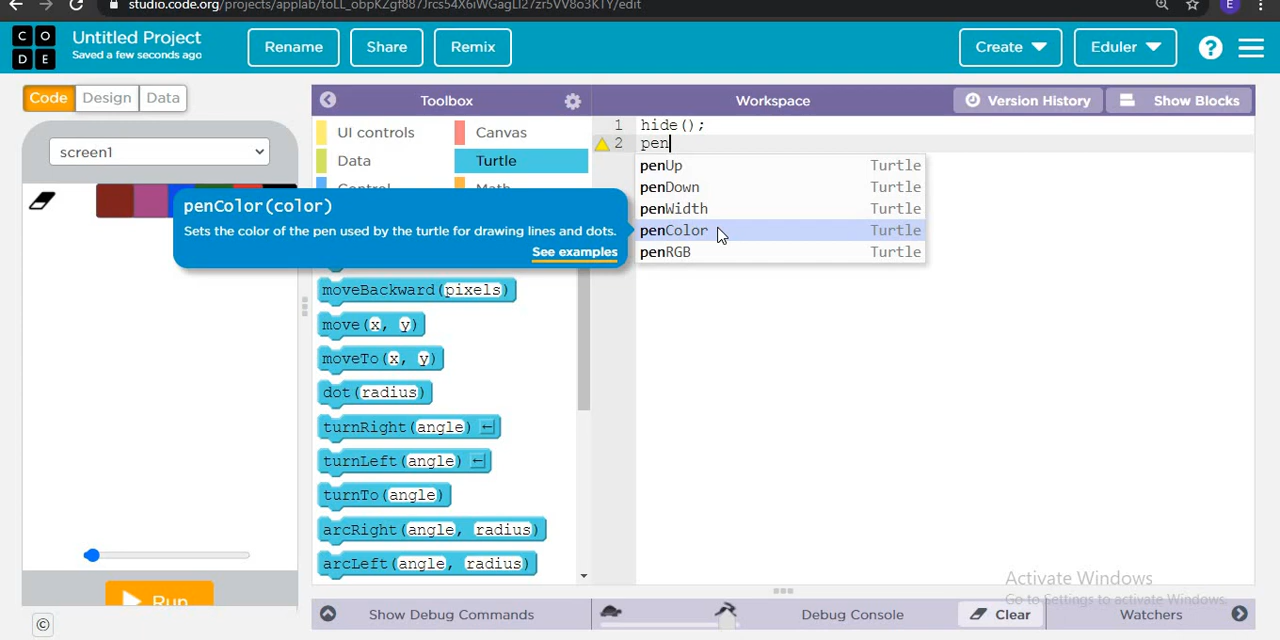 studio.code.org/projects/applab/toLL_obpKZgf887Jrcs54X6iWGagLI27zr5VV8o3KTY/edit
E
C O
D E
Untitled Project
Saved a few seconds ago
Rename
Share
Remix
Create
Eduler
?
Code
Design
Data
Toolbox
Workspace
Version History
Show Blocks
screen1
UI controls
Canvas
Data
Turtle
Control
Math
1 hide();
2 pen
penUp Turtle
penDown Turtle
penWidth Turtle
penColor Turtle
penRGB Turtle
penColor(color)
Sets the color of the pen used by the turtle for drawing lines and dots.
See examples
moveBackward(pixels)
move(x, y)
moveTo(x, y)
dot(radius)
turnRight(angle)
turnLeft(angle)
turnTo(angle)
arcRight(angle, radius)
arcLeft(angle, radius)
Run
Activate Windows
Go to Settings to activate Windows.
©
Show Debug Commands
Debug Console
Clear
Watchers